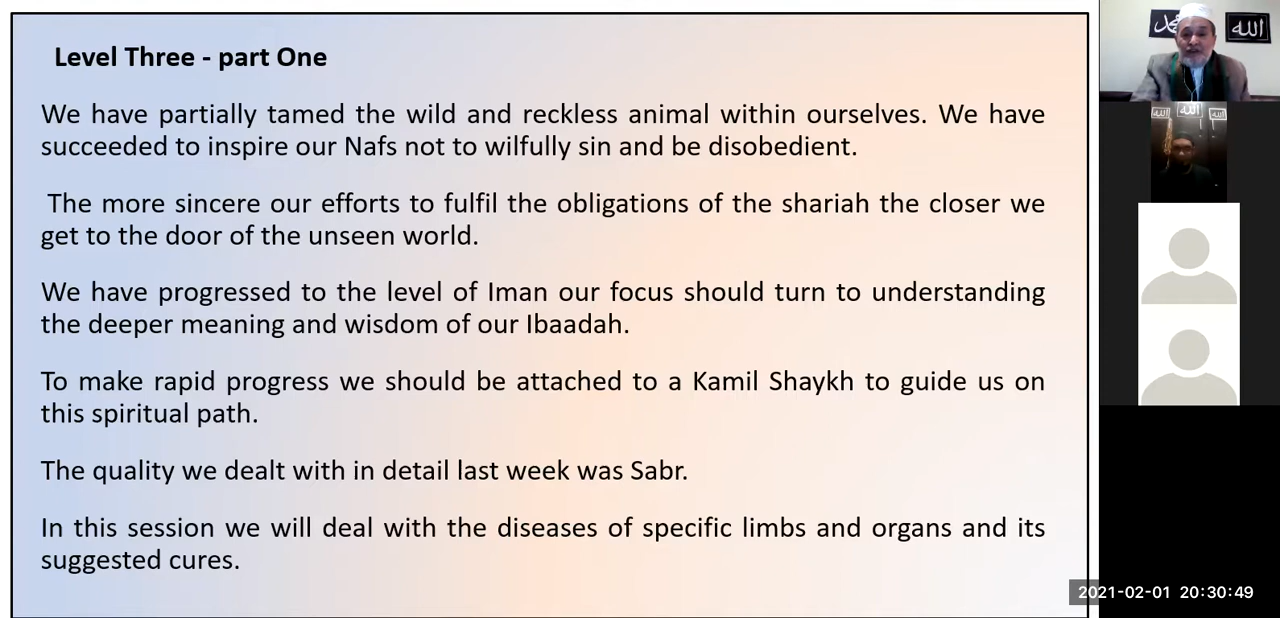 Level Three - part One
We have partially tamed the wild and reckless animal within ourselves. We have
succeeded to inspire our Nafs not to wilfully sin and be disobedient.
The more sincere our efforts to fulfil the obligations of the shariah the closer we
get to the door of the unseen world.
We have progressed to the level of Iman our focus should turn to understanding
the deeper meaning and wisdom of our Ibaadah.
To make rapid progress we should be attached to a Kamil Shaykh to guide us on
this spiritual path.
The quality we dealt with in detail last week was Sabr.
In this session we will deal with the diseases of specific limbs and organs and its
suggested cures.
الله
الله
2021-02-01 20:30:49